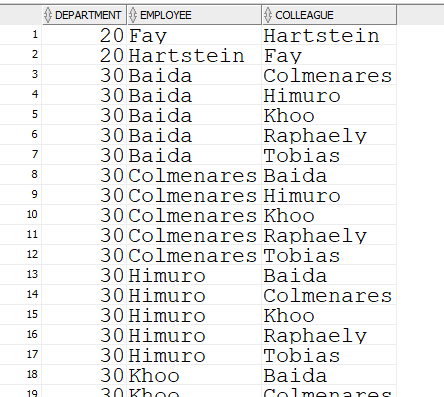 DEPARTMENT EMPLOYEE COLLEAGUE
1 20 Fay Hartstein
2 20 Hartstein Fay
3 30 Baida Colmenares
4 30 Baida Himuro
5 30 Baida Khoo
6 30 Baida Raphaely
7 30 Baida Tobias
8 30 Colmenares Baida
9 30 Colmenares Himuro
10 30 Colmenares Khoo
11 30 Colmenares Raphaely
12 30 Colmenares Tobias
13 30 Himuro Baida
14 30 Himuro Colmenares
15 30 Himuro Khoo
16 30 Himuro Raphaely
17 30 Himuro Tobias
18 30 Khoo Baida
19 30 Khoo Colmenares